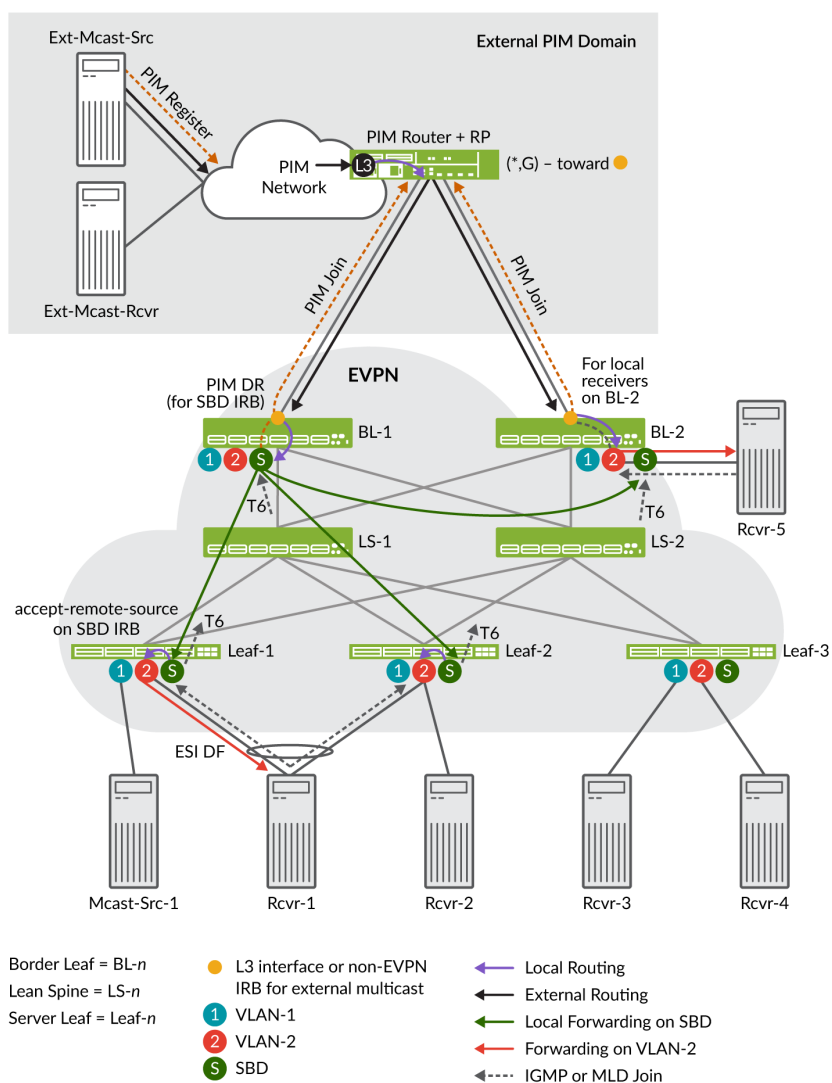 Ext-Mcast-Src
External PIM Domain
PIM Register
PIM Router + RP
PIM
Network
L3
(*,G) – toward
Ext-Mcast-Rcvr
PIM Join
PIM Join
EVPN
PIM DR
(for SBD IRB)
For local
receivers
on BL-2
BL-1
BL-2
1 2 S
1 2 S
T6
T6
Rcvr-5
LS-1
LS-2
accept-remote-source
on SBD IRB
T6
T6
Leaf-1
Leaf-2
Leaf-3
1 2 S
1 2 S
1 2 S
ESI DF
Mcast-Src-1
Rcvr-1
Rcvr-2
Rcvr-3
Rcvr-4
Border Leaf = BL-n
Lean Spine = LS-n
Server Leaf = Leaf-n
L3 interface or non-EVPN
IRB for external multicast
1 VLAN-1
2 VLAN-2
S SBD
Local Routing
External Routing
Local Forwarding on SBD
Forwarding on VLAN-2
IGMP or MLD Join